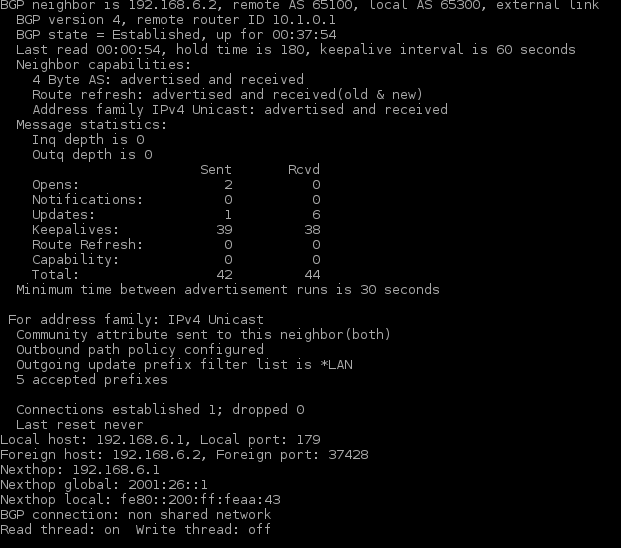 BGP neighbor is 192.168.6.2, remote AS 65100, local AS 65300, external link
BGP version 4, remote router ID 10.1.0.1
BGP state = Established, up for 00:37:54
Last read 00:00:54, hold time is 180, keepalive interval is 60 seconds
Neighbor capabilities:
4 Byte AS: advertised and received
Route refresh: advertised and received(old & new)
Address family IPv4 Unicast: advertised and received
Message statistics:
Inq depth is 0
Outq depth is 0
Sent Rcvd
Opens: 2 0
Notifications: 0 0
Updates: 1 6
Keepalives: 39 38
Route Refresh: 0 0
Capability: 0 0
Total: 42 44
Minimum time between advertisement runs is 30 seconds
For address family: IPv4 Unicast
Community attribute sent to this neighbor(both)
Outbound path policy configured
Outgoing update prefix filter list is *LAN
5 accepted prefixes
Connections established 1; dropped 0
Last reset never
Local host: 192.168.6.1, Local port: 179
Foreign host: 192.168.6.2, Foreign port: 37428
Nexthop: 192.168.6.1
Nexthop global: 2001:26::1
Nexthop local: fe80::200:ff:feaa:43
BGP connection: non shared network
Read thread: on  Write thread: off